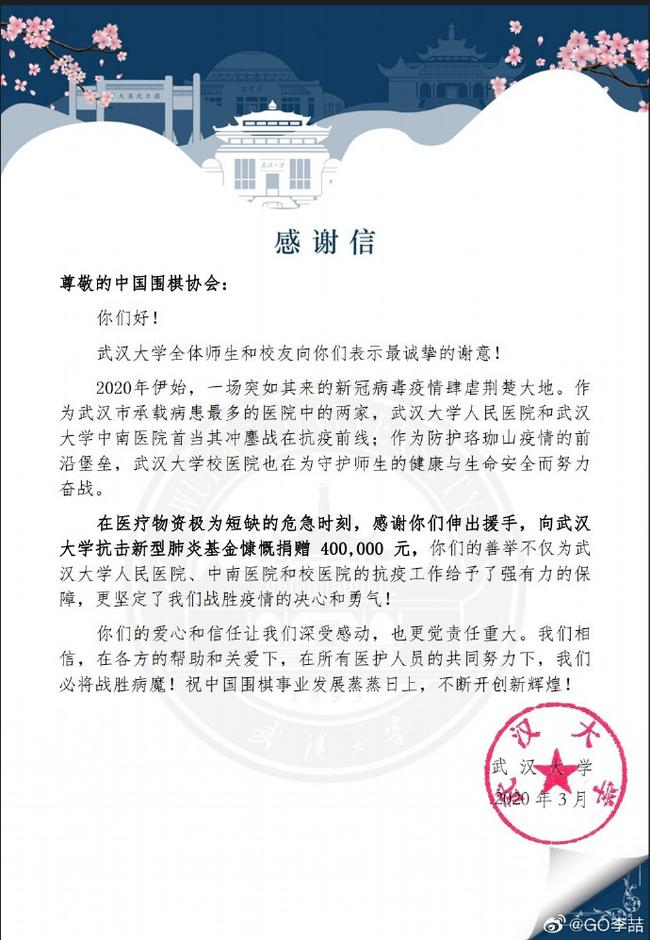 感谢信
尊敬的中国围棋协会：
你们好！
武汉大学全体师生和校友向你们表示最诚挚的谢意！
2020年伊始，一场突如其来的新冠病毒疫情肆虐荆楚大地。作
为武汉市承载病患最多的医院中的两家，武汉大学人民医院和武汉
大学中南医院首当其冲鏖战在抗疫前线；作为防护珞珈山疫情的前
沿堡垒，武汉大学校医院也在为守护师生的健康与生命安全而努力
奋战。
在医疗物资极为短缺的危急时刻，感谢你们伸出援手，向武汉
大学抗击新型肺炎基金慷慨捐赠 400,000 元，你们的善举不仅为武
汉大学人民医院、中南医院和校医院的抗疫工作给予了强有力的保
障，更坚定了我们战胜疫情的决心和勇气！
你们的爱心和信任让我们深受感动，也更觉责任重大。我们相
信，在各方的帮助和关爱下，在所有医护人员的共同努力下，我们
必将战胜病魔！祝中国围棋事业发展蒸蒸日上，不断开创新辉煌！
武汉大学
武汉大学
2020年3月
武汉大学
@GO李喆